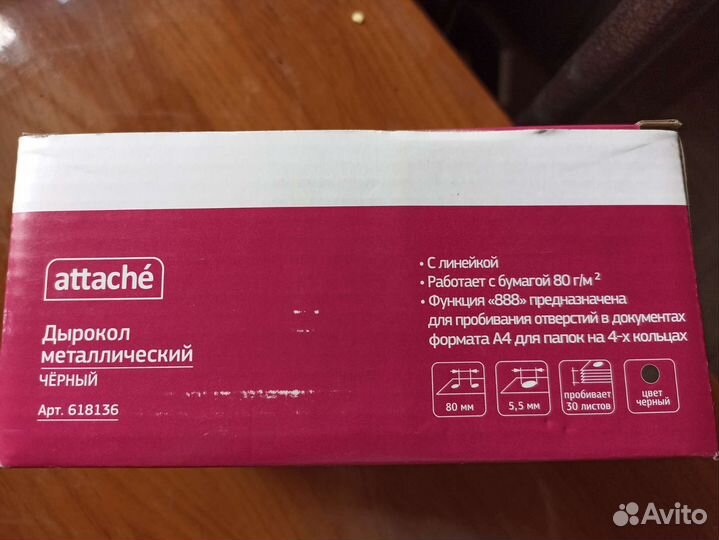 attaché
Дырокол
металлический
ЧЁРНЫЙ
Арт. 618136
• С линейкой
• Работает с бумагой 80 г/м²
• Функция «888» предназначена
для пробивания отверстий в документах
формата А4 для папок на 4-х кольцах
80 мм
5,5 мм
пробивает
30 листов
цвет
черный
Avito